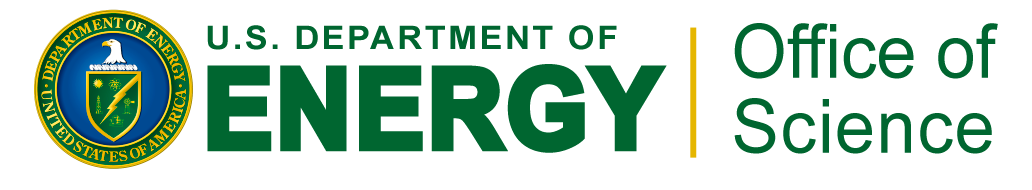 DEPARTMENT OF ENERGY
UNITED STATES OF AMERICA
U.S. DEPARTMENT OF
ENERGY
Office of
Science